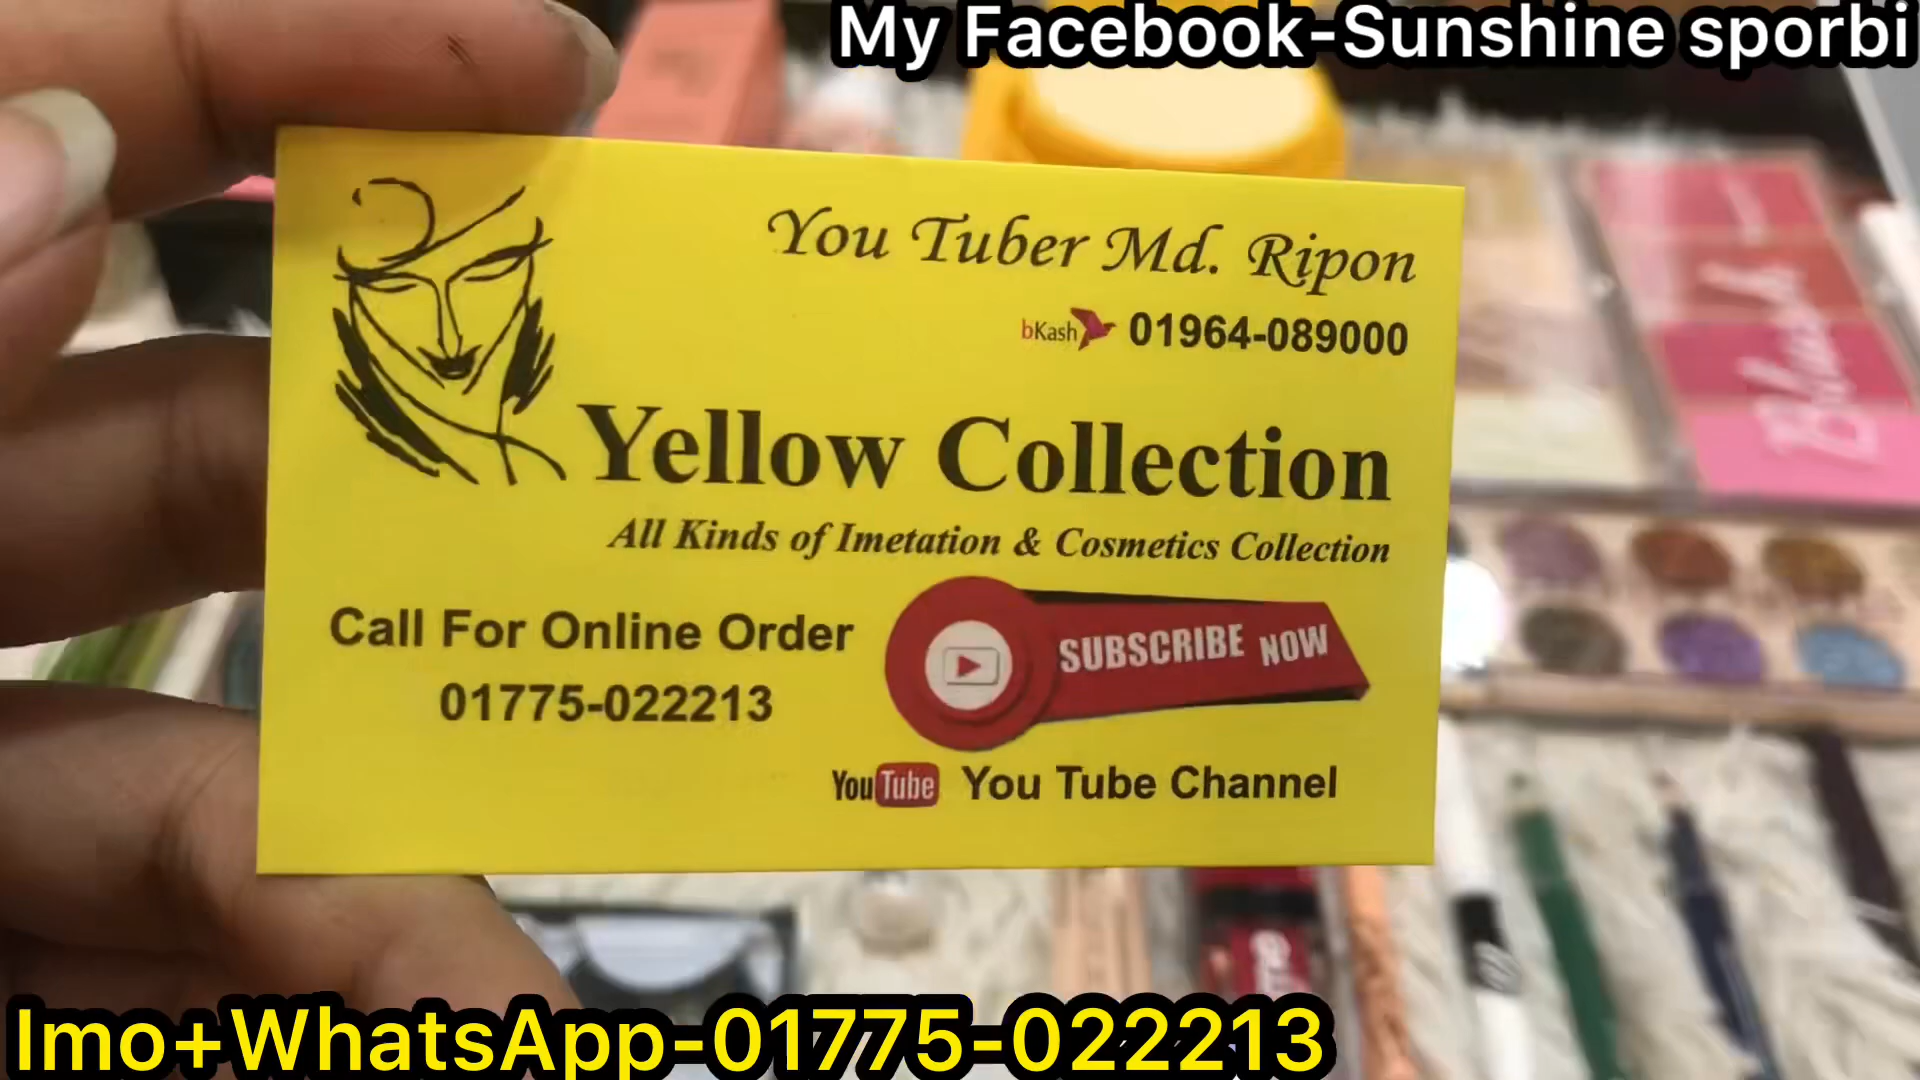 My Facebook-Sunshine sporbi
You Tuber Md. Ripon
bKash 01964-089000
Yellow Collection
All Kinds of Imetation & Cosmetics Collection
Call For Online Order
01775-022213
SUBSCRIBE NOW
YouTube You Tube Channel
Blush
Imo+WhatsApp-01775-022213